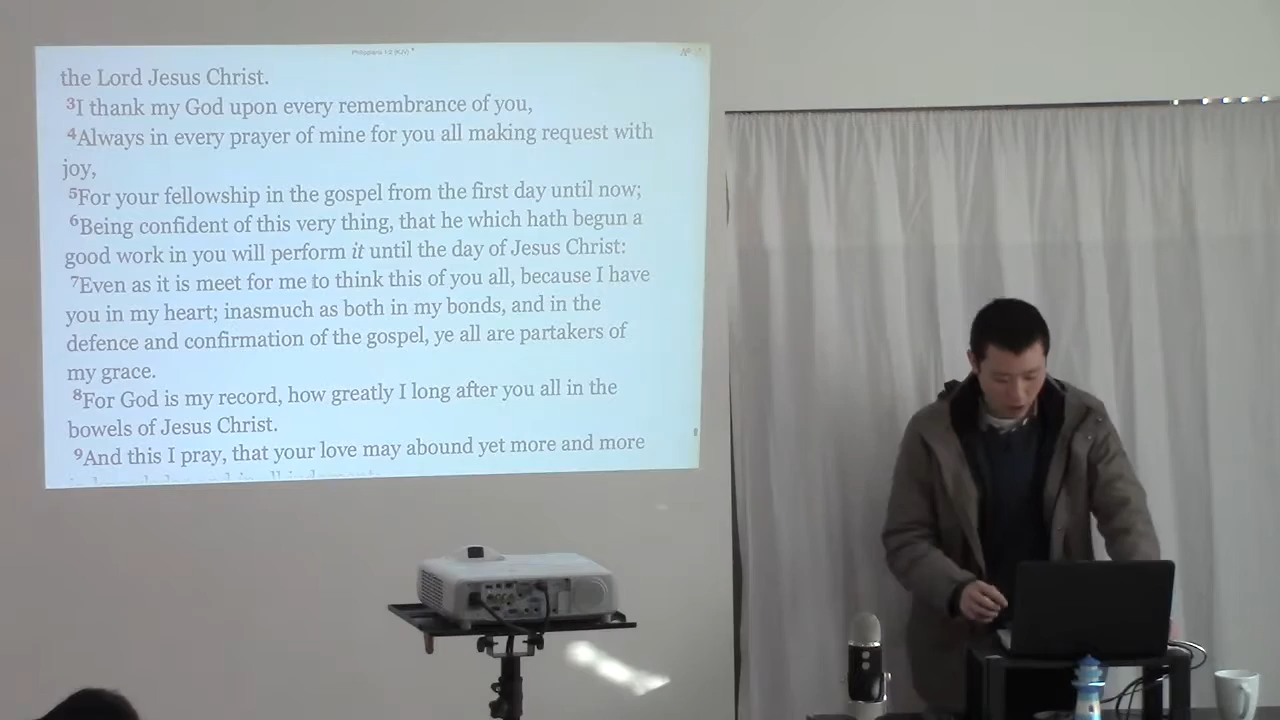 Philippians 1:2 (KJV)
the Lord Jesus Christ.
3I thank my God upon every remembrance of you,
4Always in every prayer of mine for you all making request with
joy,
5For your fellowship in the gospel from the first day until now;
6Being confident of this very thing, that he which hath begun a
good work in you will perform it until the day of Jesus Christ:
7Even as it is meet for me to think this of you all, because I have
you in my heart; inasmuch as both in my bonds, and in the
defence and confirmation of the gospel, ye all are partakers of
my grace.
8For God is my record, how greatly I long after you all in the
bowels of Jesus Christ.
9And this I pray, that your love may abound yet more and more